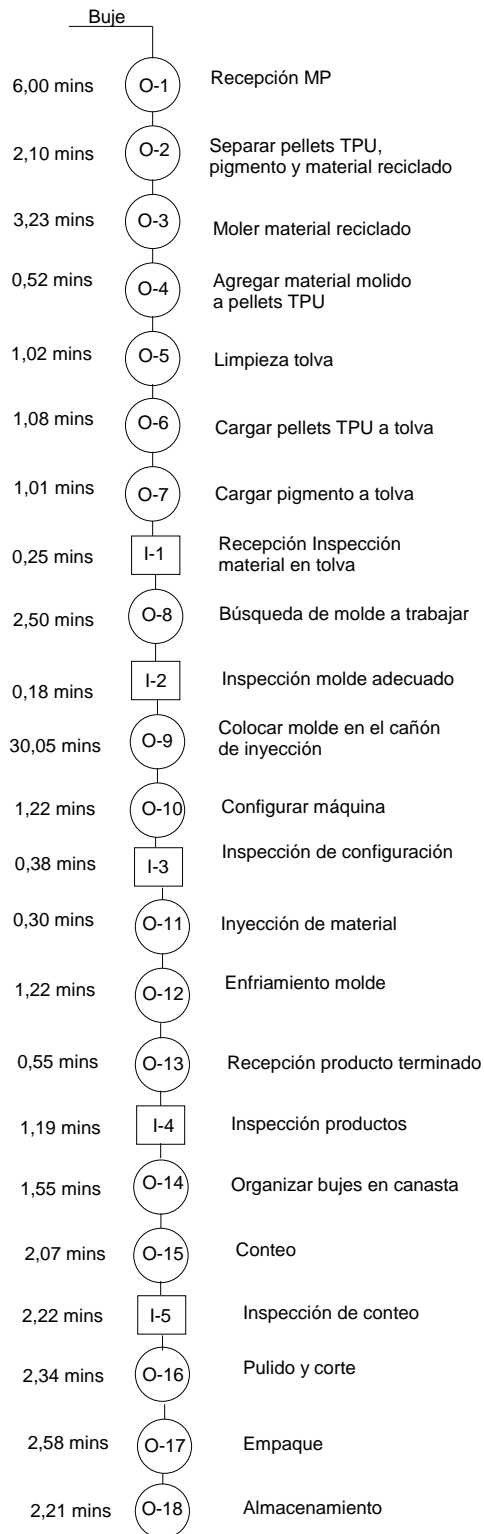 Buje
6,00 mins O-1 Recepción MP
2,10 mins O-2 Separar pellets TPU,
pigmento y material reciclado
3,23 mins O-3 Moler material reciclado
0,52 mins O-4 Agregar material molido
a pellets TPU
1,02 mins O-5 Limpieza tolva
1,08 mins O-6 Cargar pellets TPU a tolva
1,01 mins O-7 Cargar pigmento a tolva
0,25 mins I-1 Recepción Inspección
material en tolva
2,50 mins O-8 Búsqueda de molde a trabajar
0,18 mins I-2 Inspección molde adecuado
30,05 mins O-9 Colocar molde en el cañón
de inyección
1,22 mins O-10 Configurar máquina
0,38 mins I-3 Inspección de configuración
0,30 mins O-11 Inyección de material
1,22 mins O-12 Enfriamiento molde
0,55 mins O-13 Recepción producto terminado
1,19 mins I-4 Inspección productos
1,55 mins O-14 Organizar bujes en canasta
2,07 mins O-15 Conteo
2,22 mins I-5 Inspección de conteo
2,34 mins O-16 Pulido y corte
2,58 mins O-17 Empaque
2,21 mins O-18 Almacenamiento